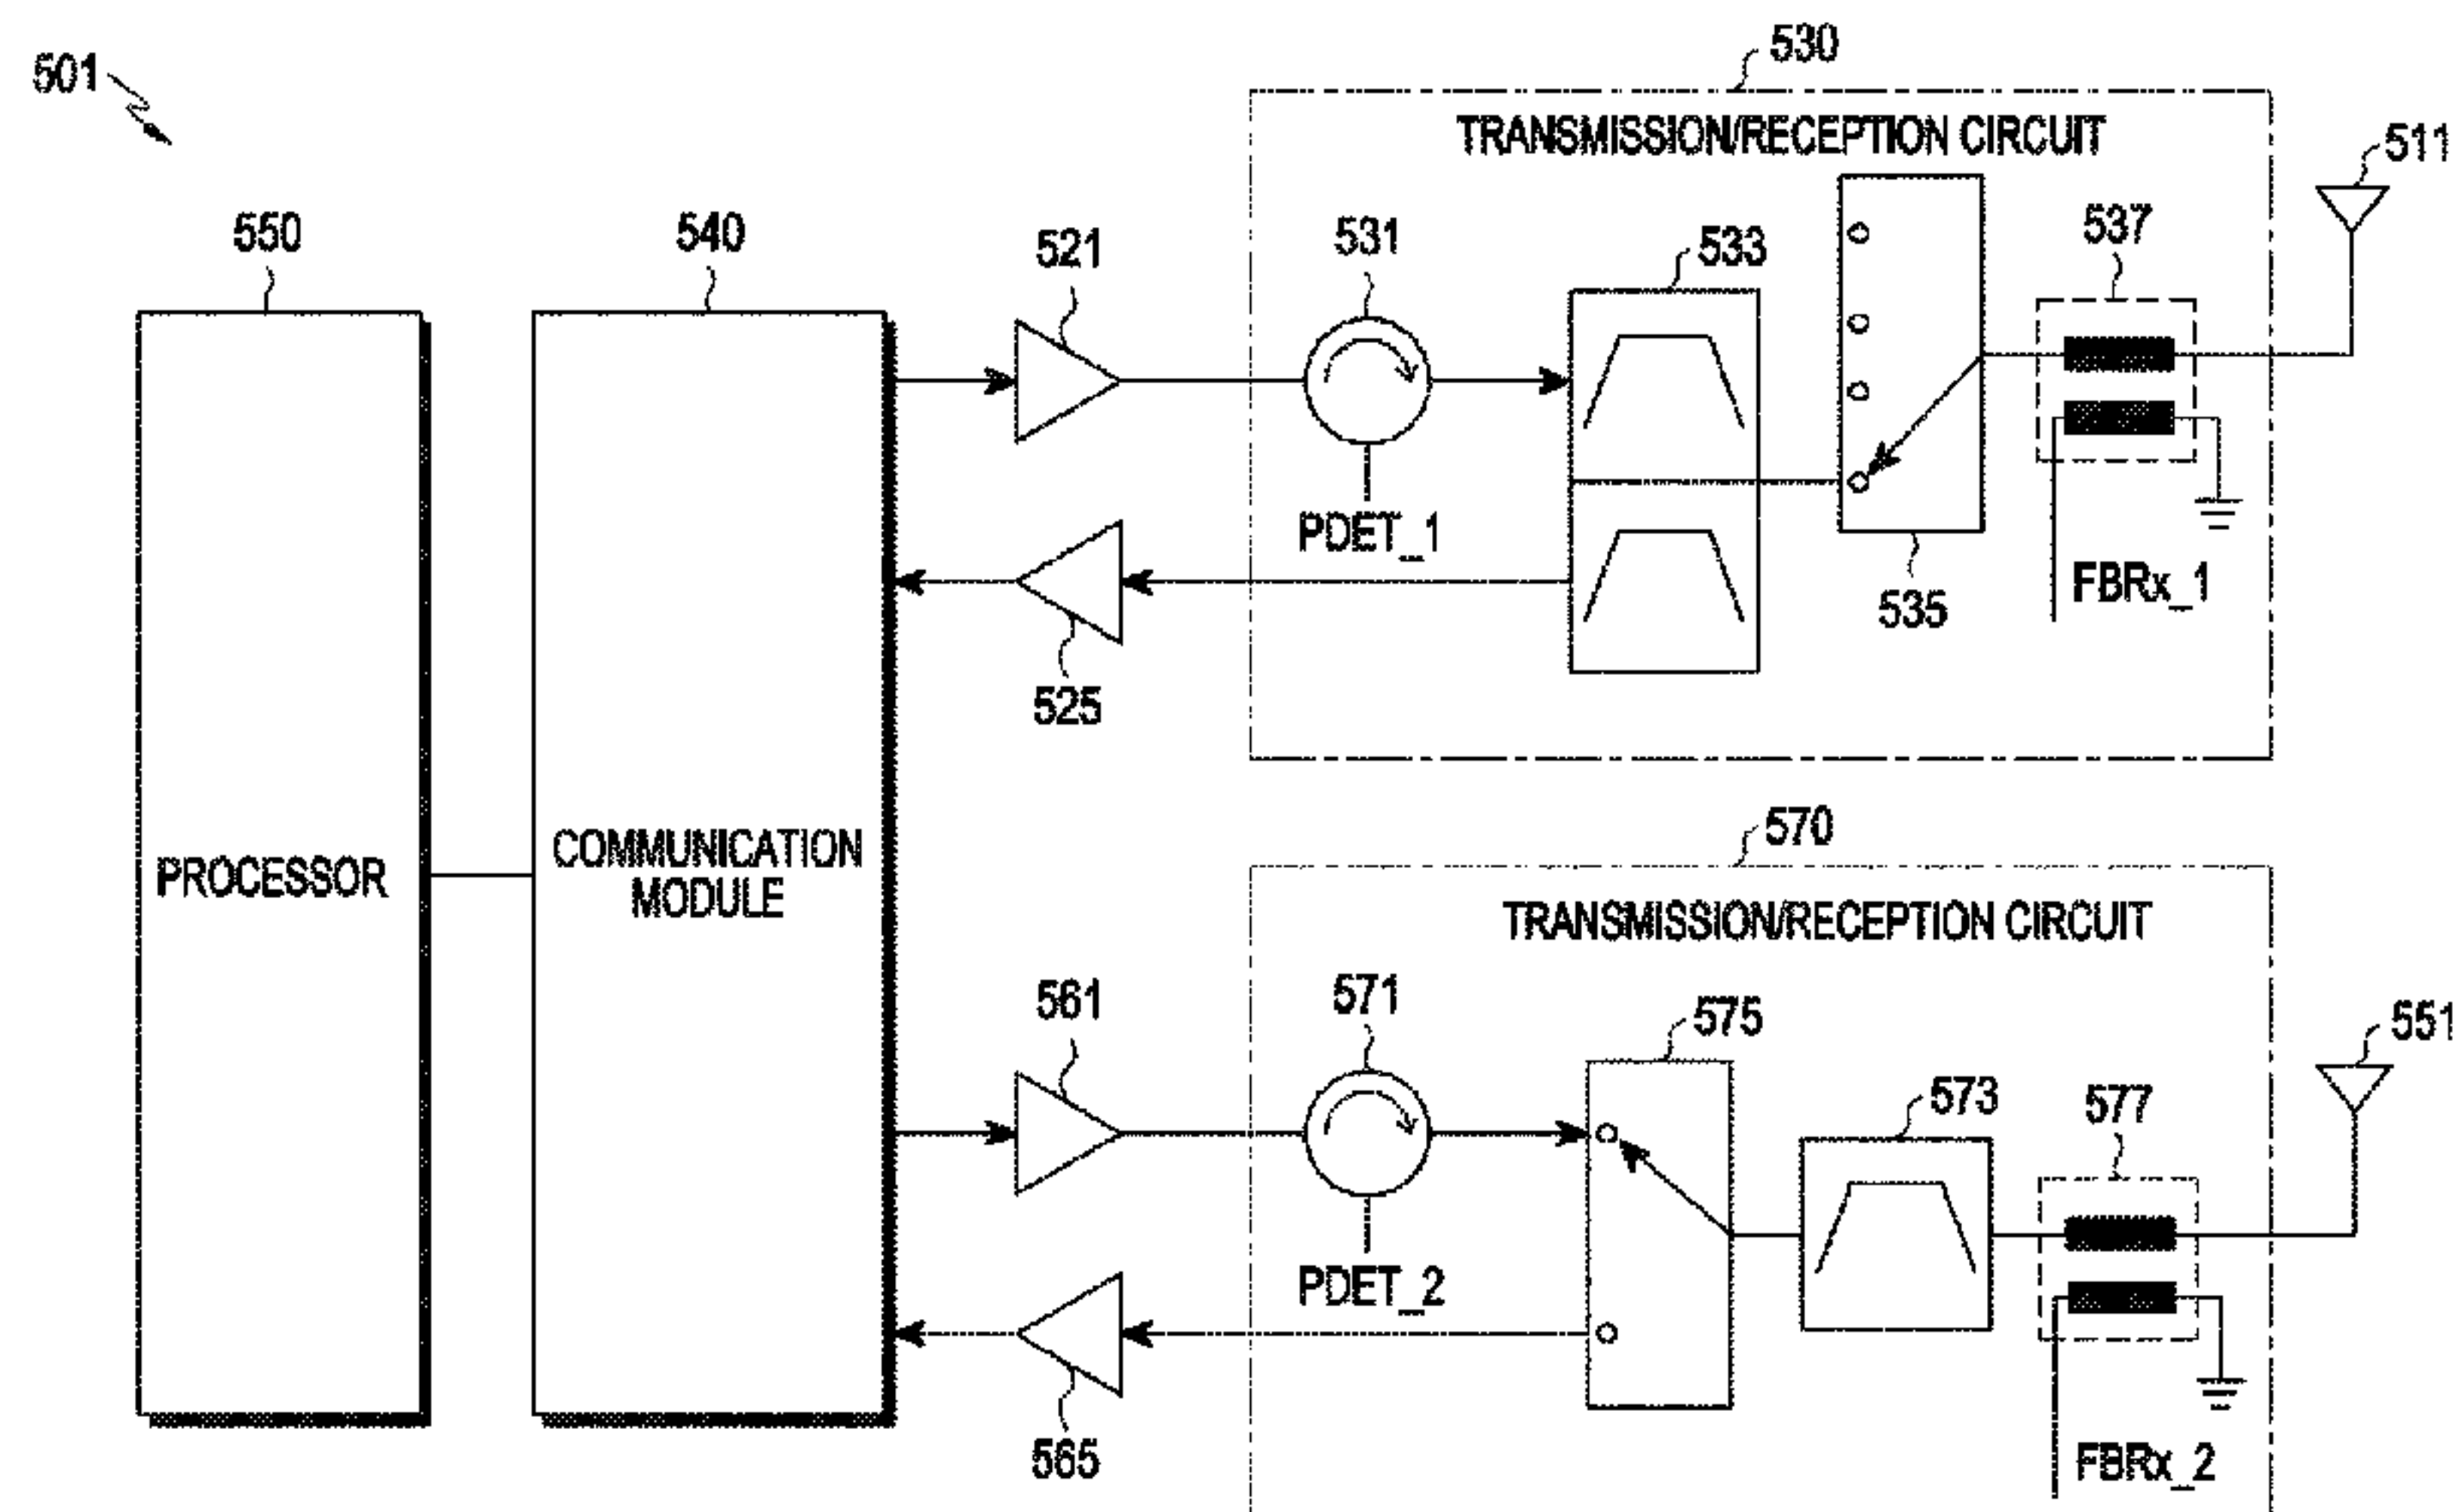 501
530
TRANSMISSION/RECEPTION CIRCUIT
511
550
540
521
531
533
537
PDET_1
FBRx_1
535
525
PROCESSOR
COMMUNICATION
MODULE
570
TRANSMISSION/RECEPTION CIRCUIT
561
571
575
573
577
551
PDET_2
565
FBRx_2